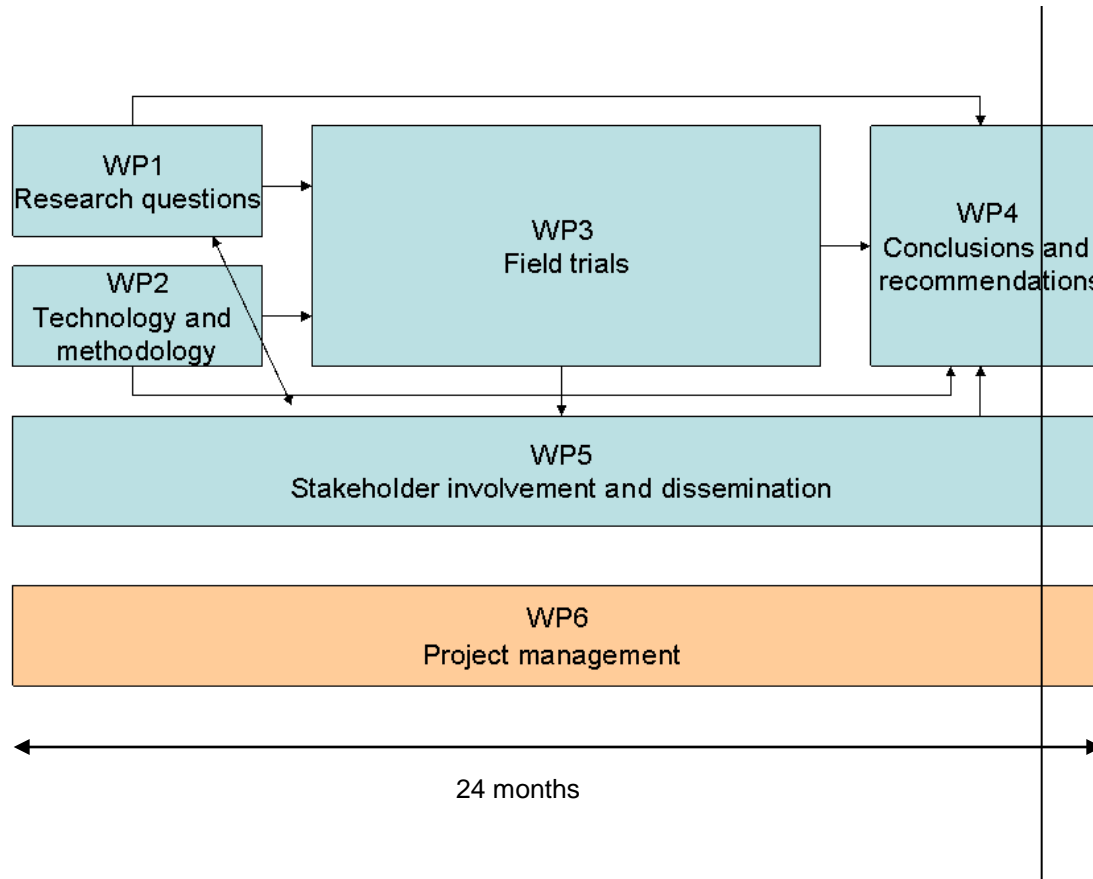 WP1
Research questions
WP2
Technology and
methodology
WP3
Field trials
WP4
Conclusions and
recommendations
WP5
Stakeholder involvement and dissemination
WP6
Project management
24 months